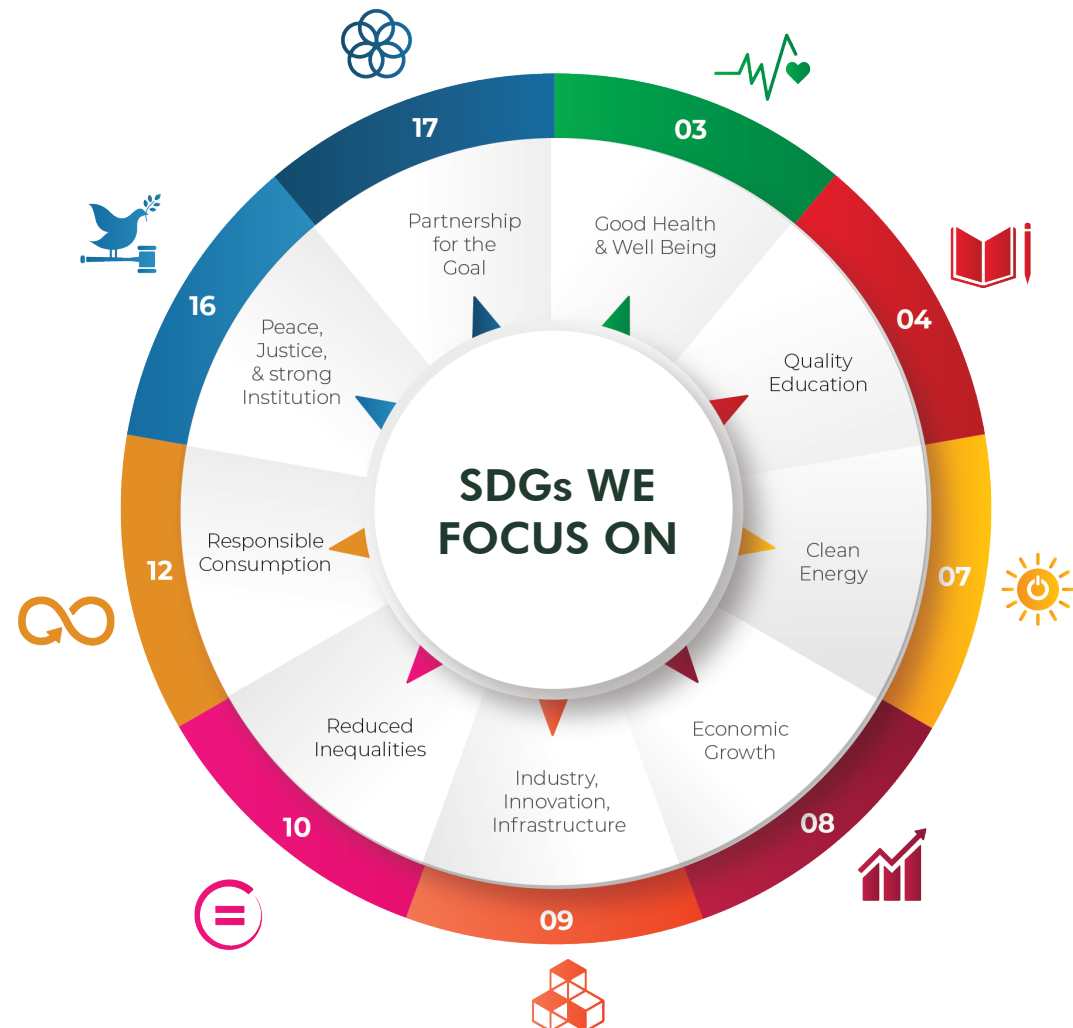 SDGs WE
FOCUS ON
03
Good Health
& Well Being
04
Quality
Education
07
Clean
Energy
08
Economic
Growth
09
Industry,
Innovation,
Infrastructure
10
Reduced
Inequalities
12
Responsible
Consumption
16
Peace,
Justice,
& strong
Institution
17
Partnership
for the
Goal